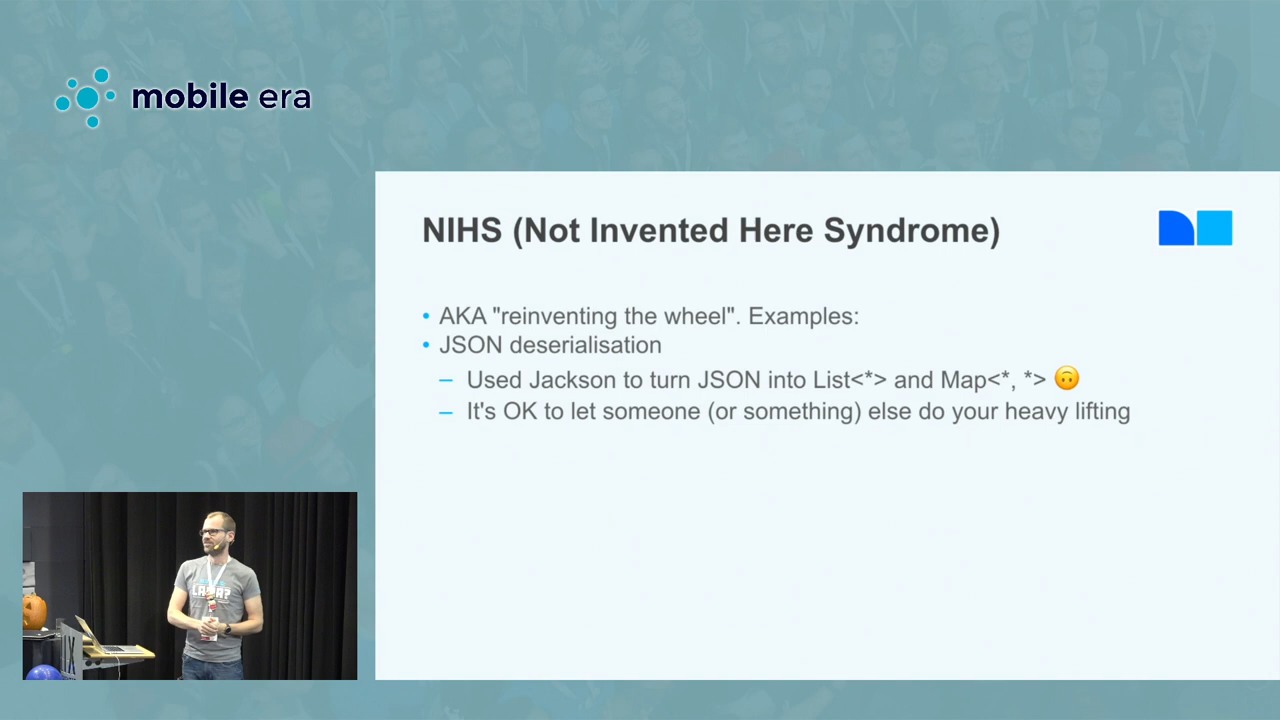 mobile era
NIHS (Not Invented Here Syndrome)
• AKA "reinventing the wheel". Examples:
• JSON deserialisation
– Used Jackson to turn JSON into List<*> and Map<*, *> 🙃
– It's OK to let someone (or something) else do your heavy lifting